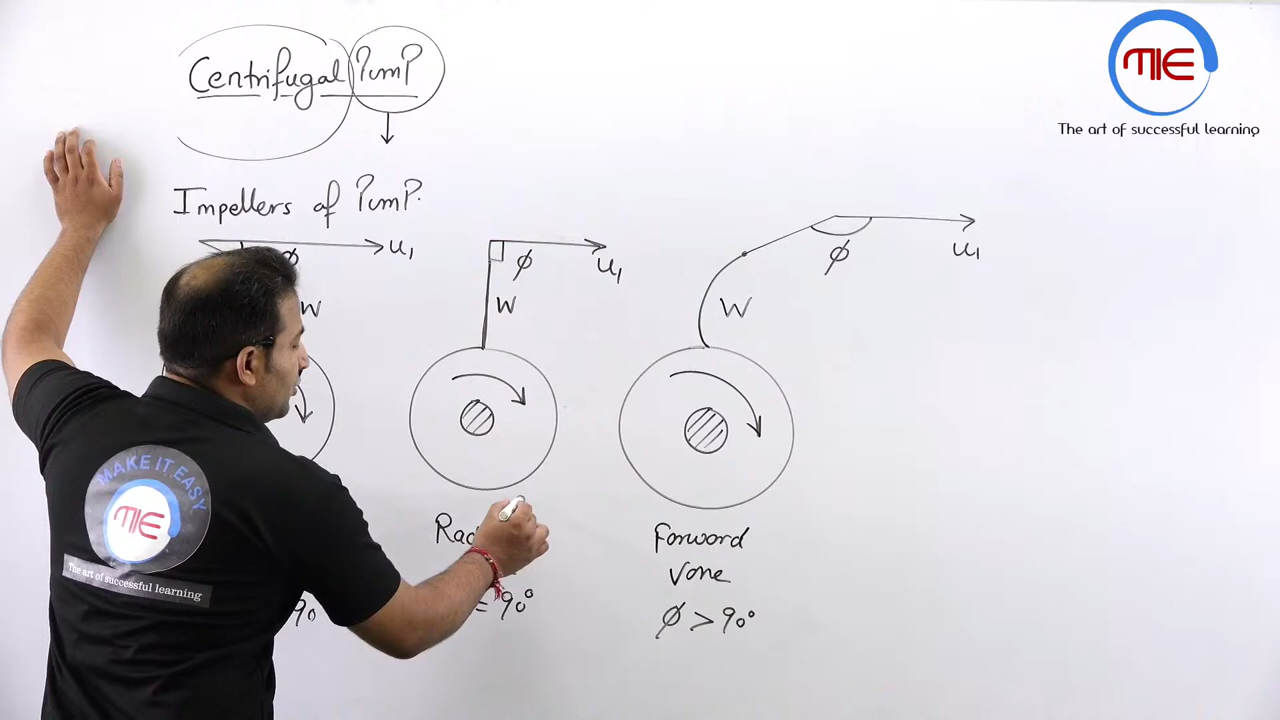 Centrifugal PumP
MIE
The art of successful learning
Impellers of PumP.
u1
ϕ
W
ϕ
u1
W
ϕ
u1
W
MAKE IT EASY
MIE
The art of successful learning
Forward
Vane
90
= 90°
ϕ > 90°